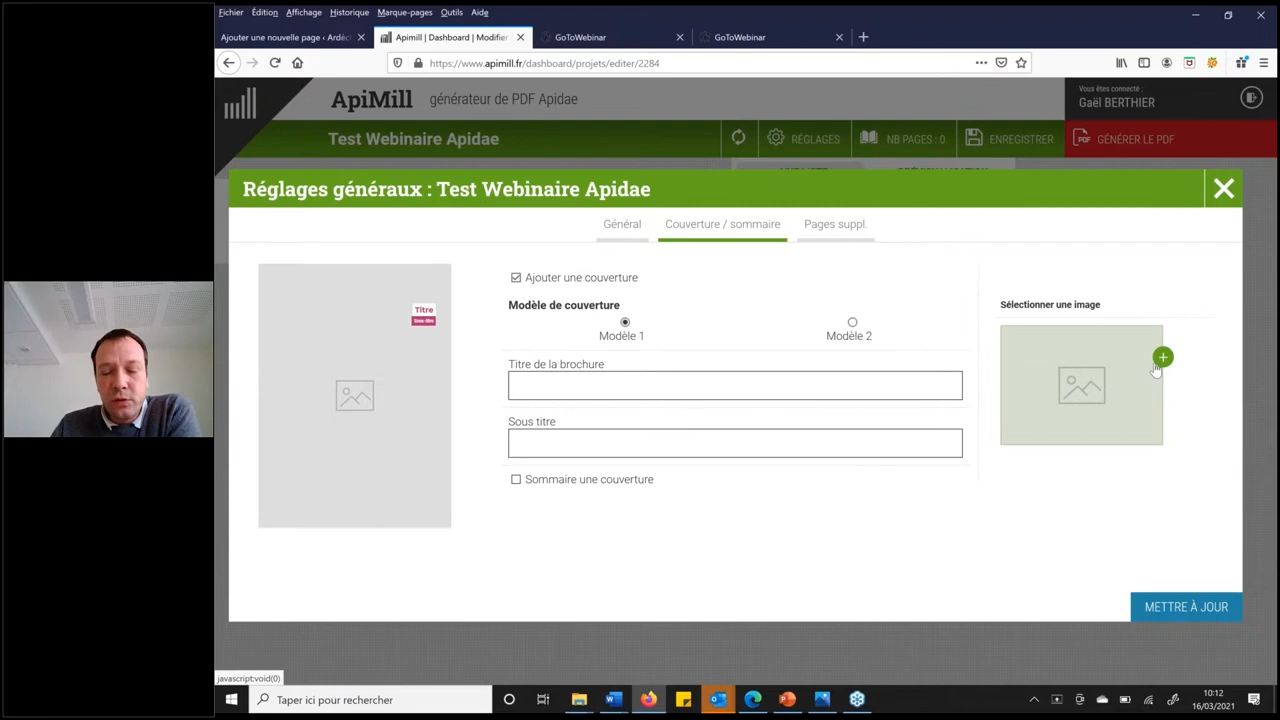 Fichier Édition Affichage Historique Marque-pages Outils Aide
Ajouter une nouvelle page ‹ Ardèc
Apimill | Dashboard | Modifier
GoToWebinar
GoToWebinar
https://www.apimill.fr/dashboard/projets/editer/2284
ApiMill générateur de PDF Apidae
Vous êtes connecté :
Gaël BERTHIER
Test Webinaire Apidae
RÉGLAGES
NB PAGES : 0
ENREGISTRER
PDF GÉNÉRER LE PDF
Réglages généraux : Test Webinaire Apidae
Général
Couverture / sommaire
Pages suppl.
Titre
Sous-titre
Ajouter une couverture
Modèle de couverture
Modèle 1
Modèle 2
Titre de la brochure
Sous titre
Sommaire une couverture
Sélectionner une image
METTRE À JOUR
javascript:void(0)
Taper ici pour rechercher
10:12
16/03/2021